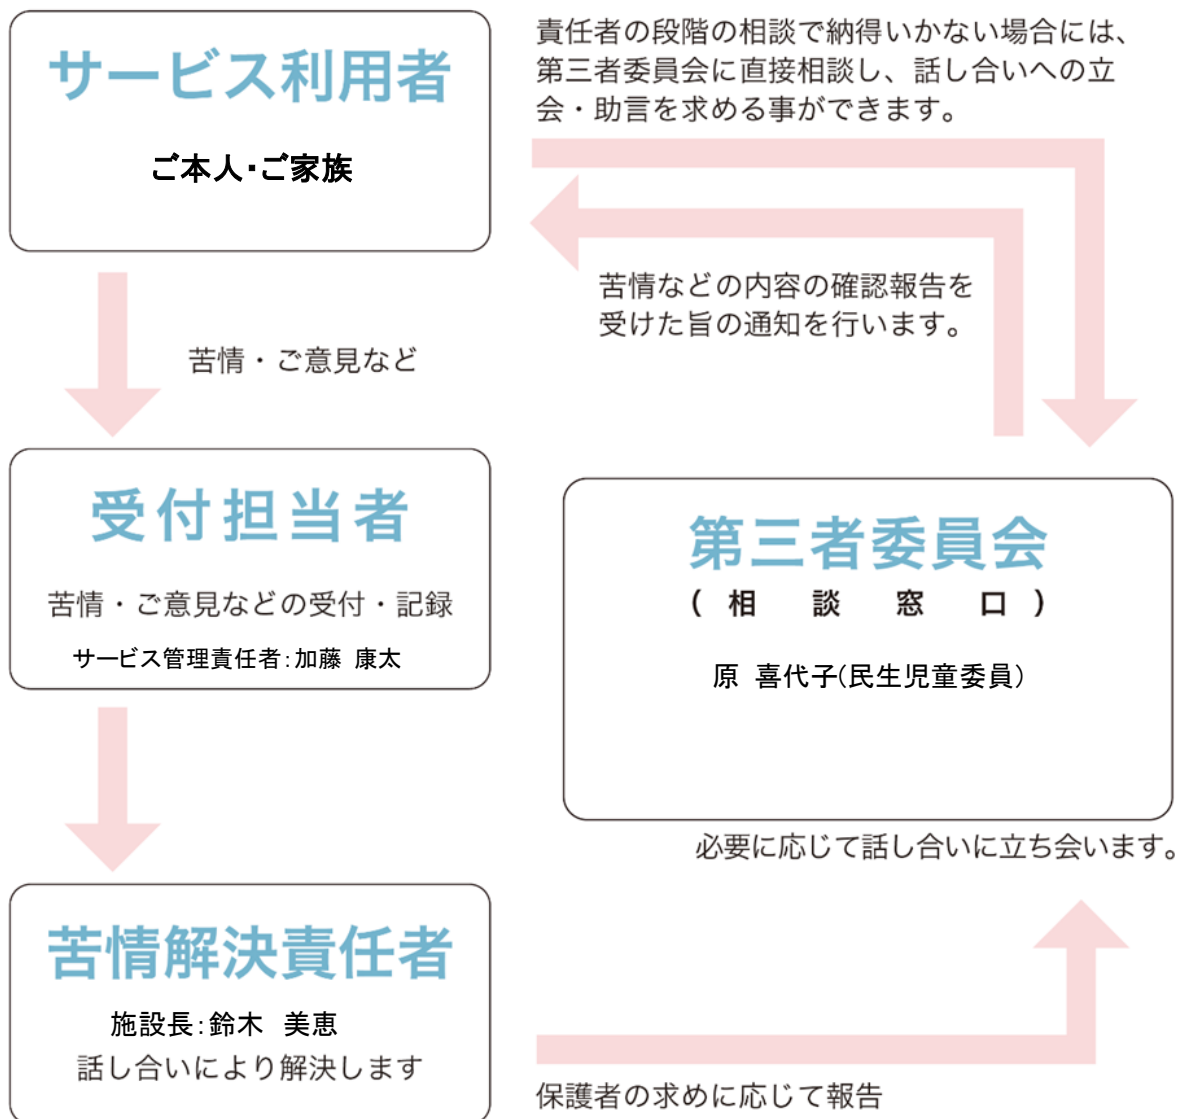 サービス利用者
ご本人・ご家族
責任者の段階の相談で納得いかない場合には、
第三者委員会に直接相談し、話し合いへの立
会・助言を求める事ができます。
苦情などの内容の確認報告を
受けた旨の通知を行います。
苦情・ご意見など
受付担当者
苦情・ご意見などの受付・記録
サービス管理責任者:加藤 康太
第三者委員会
(相談窓口)
原 喜代子(民生児童委員)
必要に応じて話し合いに立ち会います。
苦情解決責任者
施設長:鈴木 美恵
話し合いにより解決します
保護者の求めに応じて報告